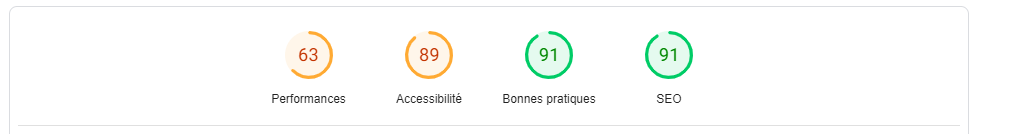 63 89 91 91
Performances Accessibilité Bonnes pratiques SEO